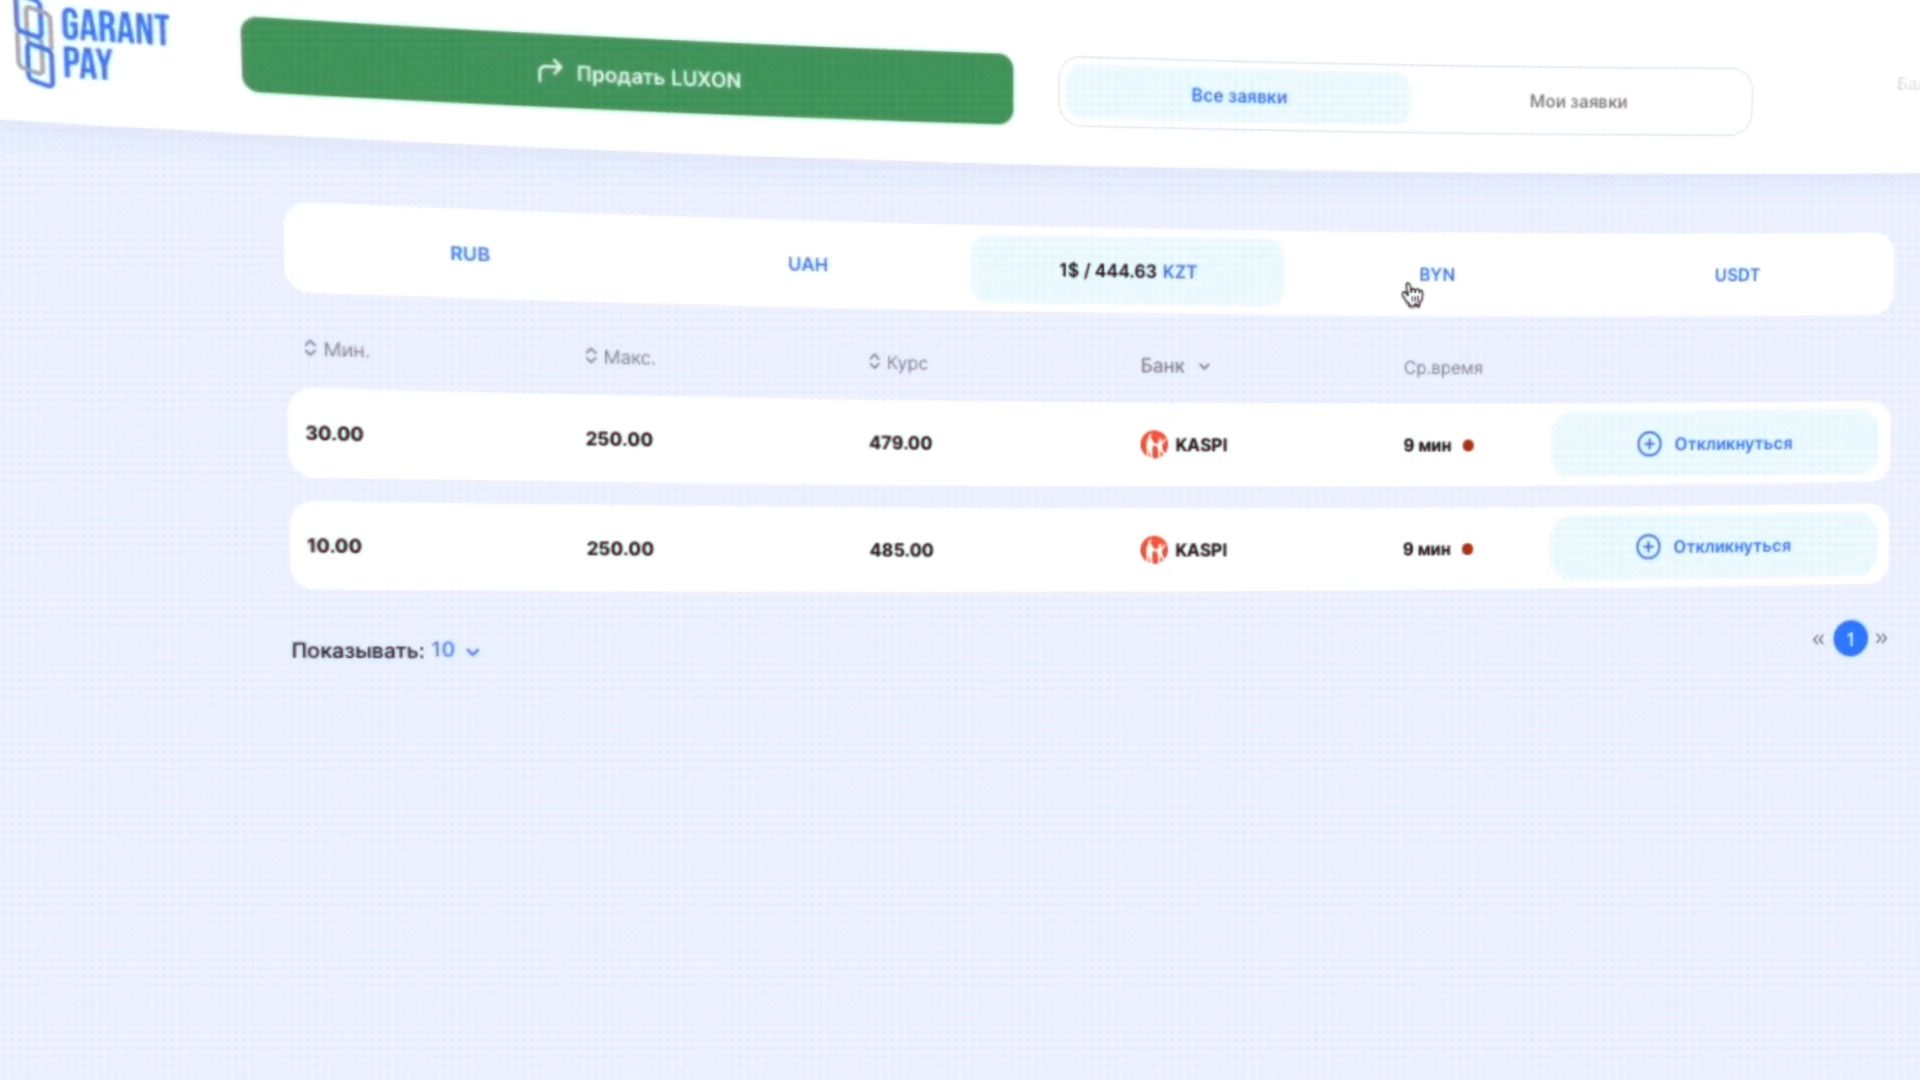 GARANT
PAY
Продать LUXON
Все заявки
Мои заявки
RUB
UAH
1$ / 444.63 KZT
BYN
USDT
Мин.
Макс.
Курс
Банк
Ср.время
30.00
250.00
479.00
KASPI
9 мин
Откликнуться
10.00
250.00
485.00
KASPI
9 мин
Откликнуться
Показывать: 10
« 1 »